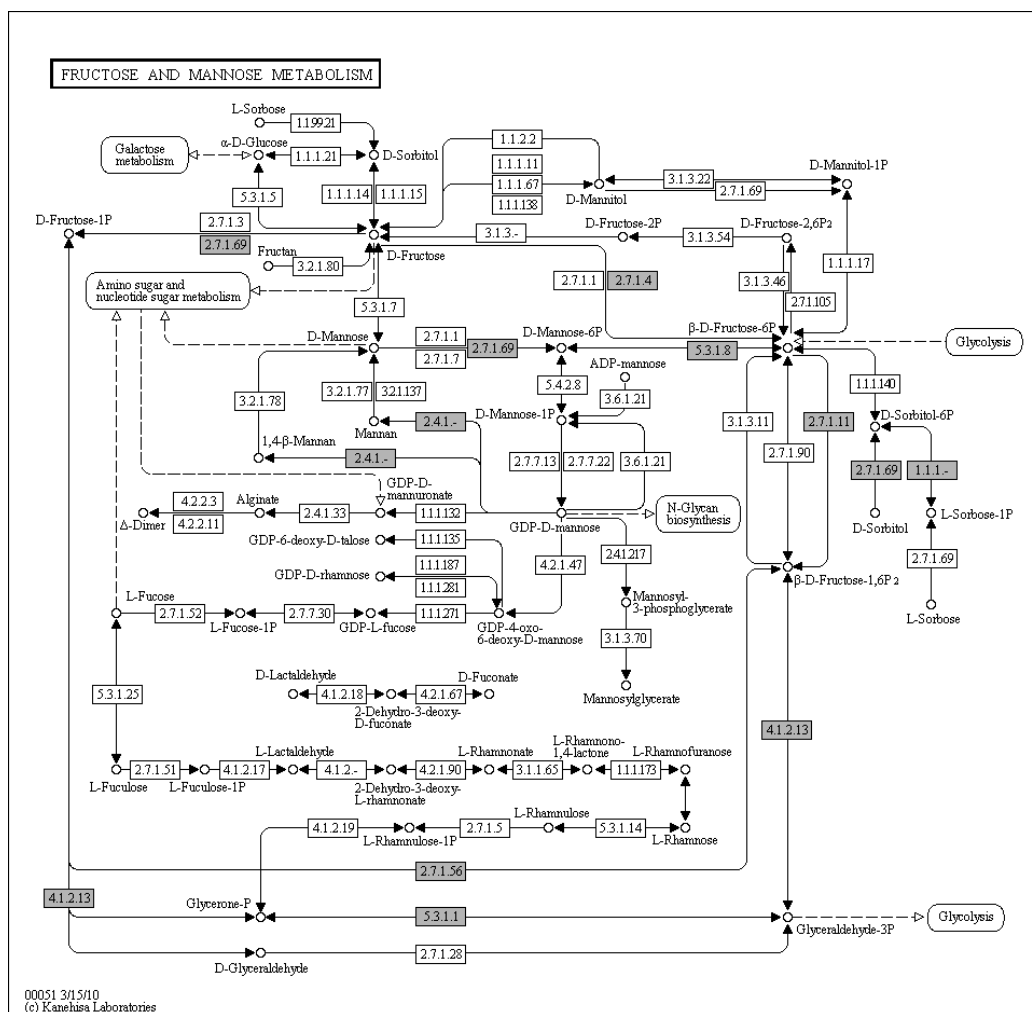 FRUCTOSE AND MANNOSE METABOLISM
L-Sorbose
1.1.99.21
α-D-Glucose
Galactose
metabolism
1.1.1.21
D-Sorbitol
1.1.2.2
1.1.1.11
1.1.1.67
1.1.1.138
D-Mannitol
3.1.3.22
2.7.1.69
D-Mannitol-1P
5.3.1.5
1.1.1.14
1.1.1.15
D-Fructose-1P
2.7.1.3
2.7.1.69
D-Fructose
3.1.3.-
D-Fructose-2P
3.1.3.54
D-Fructose-2,6P2
Fructan
3.2.1.80
1.1.1.17
Amino sugar and
nucleotide sugar metabolism
5.3.1.7
2.7.1.1
2.7.1.4
3.1.3.46
2.7.1.105
D-Mannose
2.7.1.1
2.7.1.7
2.7.1.69
D-Mannose-6P
5.3.1.8
β-D-Fructose-6P
Glycolysis
ADP-mannose
3.2.1.78
3.2.1.77
3.2.1.137
5.4.2.8
3.6.1.21
1.1.1.140
D-Mannose-1P
Mannan
2.4.1.-
3.1.3.11
2.7.1.11
D-Sorbitol-6P
1,4-β-Mannan
2.4.1.-
2.7.7.13
2.7.7.22
3.6.1.21
2.7.1.90
2.7.1.69
1.1.1.-
GDP-D-
mannuronate
4.2.2.3
4.2.2.11
Δ-Dimer
Alginate
2.4.1.33
1.1.1.132
GDP-D-mannose
N-Glycan
biosynthesis
D-Sorbitol
L-Sorbose-1P
GDP-6-deoxy-D-talose
1.1.1.135
GDP-D-rhamnose
1.1.1.187
1.1.1.281
4.2.1.47
2.4.1.217
2.7.1.69
β-D-Fructose-1,6P2
L-Fucose
2.7.1.52
L-Fucose-1P
2.7.7.30
GDP-L-fucose
1.1.1.271
GDP-4-oxo-
6-deoxy-D-mannose
Mannosyl-
3-phosphoglycerate
L-Sorbose
3.1.3.70
Mannosylglycerate
5.3.1.25
D-Lactaldehyde
4.1.2.18
2-Dehydro-3-deoxy-
D-fuconate
4.2.1.67
D-Fuconate
4.1.2.13
L-Fuculose
2.7.1.51
L-Fuculose-1P
4.1.2.17
L-Lactaldehyde
4.1.2.-
2-Dehydro-3-deoxy-
L-rhamnonate
4.2.1.90
L-Rhamnonate
3.1.1.65
L-Rhamnono-
1,4-lactone
1.1.1.173
L-Rhamnofuranose
4.1.2.19
L-Rhamnulose-1P
2.7.1.5
L-Rhamnulose
5.3.1.14
L-Rhamnose
2.7.1.56
4.1.2.13
Glycerone-P
5.3.1.1
Glyceraldehyde-3P
Glycolysis
D-Glyceraldehyde
2.7.1.28
00051 3/15/10
(c) Kanehisa Laboratories